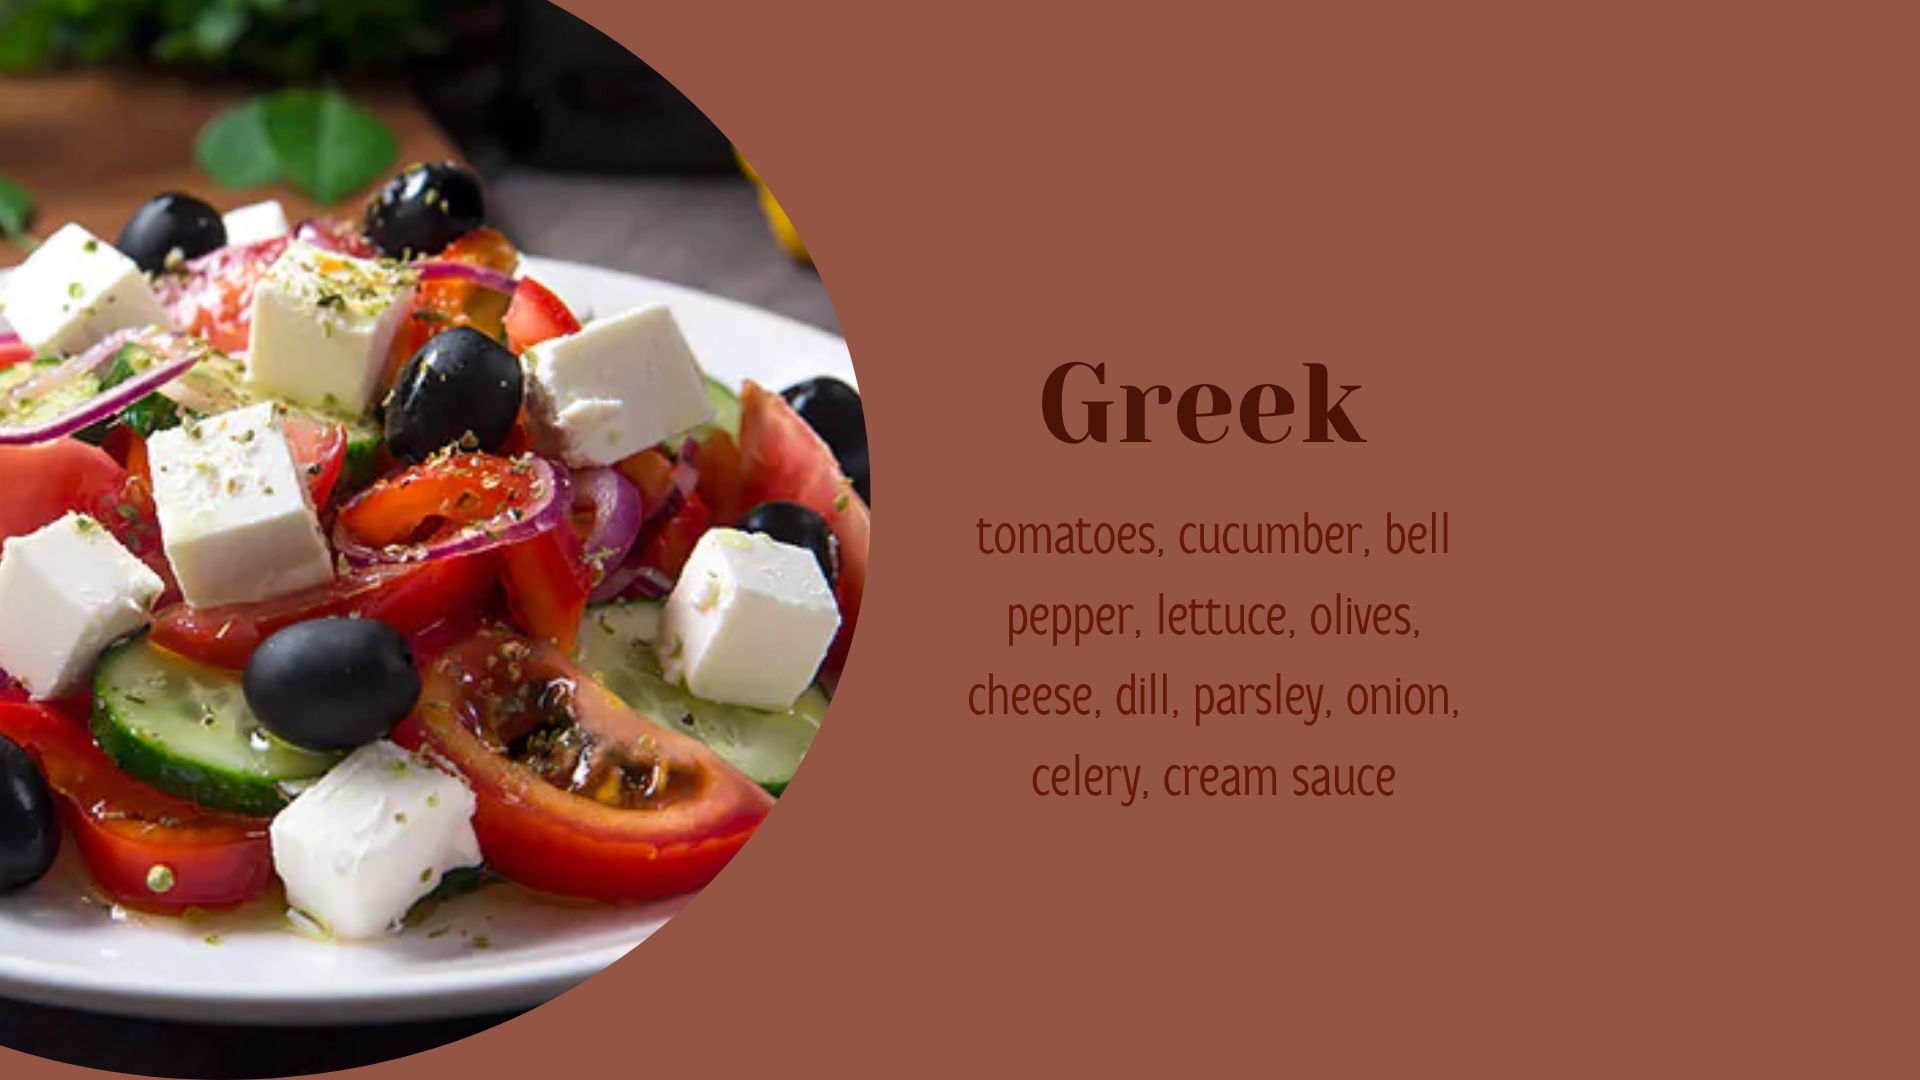 Greek
tomatoes, cucumber, bell
pepper, lettuce, olives,
cheese, dill, parsley, onion,
celery, cream sauce